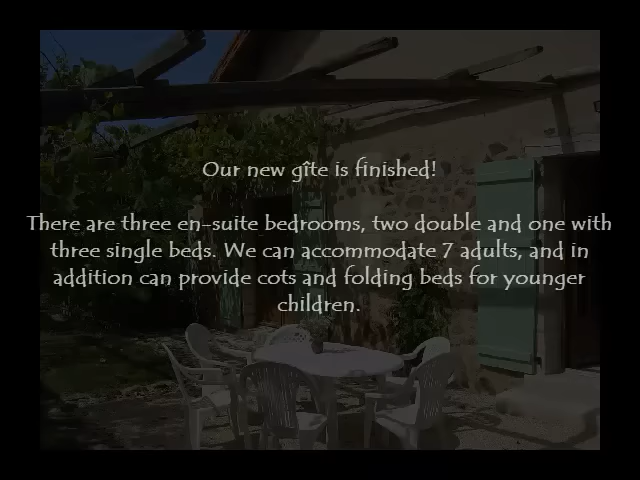 Our new gîte is finished!
There are three en-suite bedrooms, two double and one with
three single beds. We can accommodate 7 adults, and in
addition can provide cots and folding beds for younger
children.